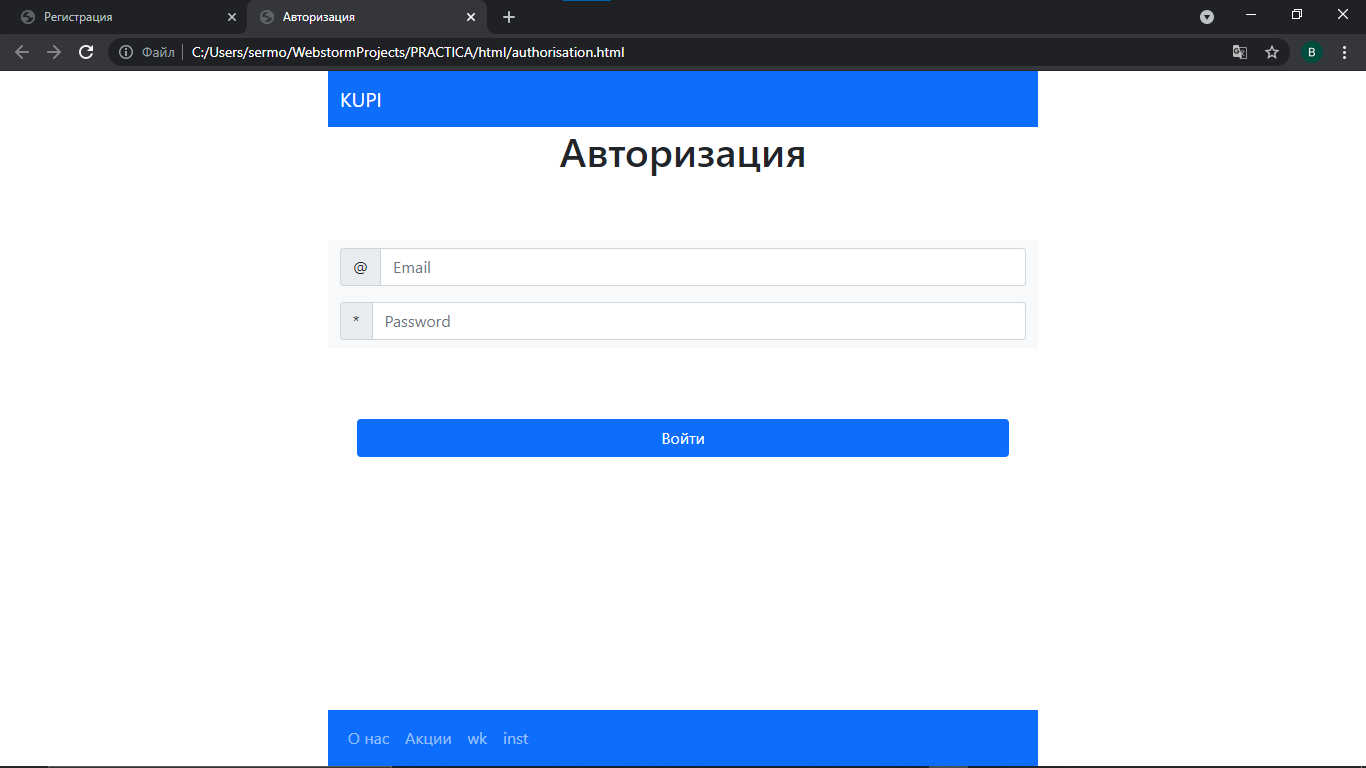 Регистрация
Авторизация
Файл C:/Users/sermo/WebstormProjects/PRACTICA/html/authorisation.html
B
KUPI
Авторизация
@ Email
* Password
Войти
О нас Акции wk inst